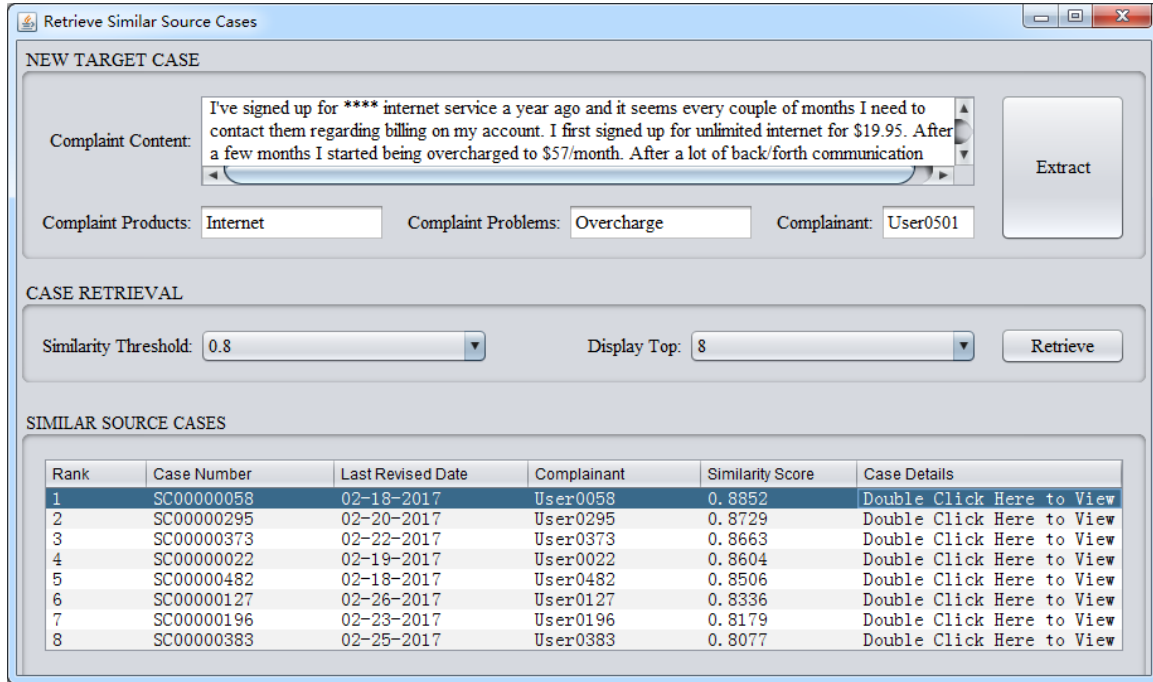 Retrieve Similar Source Cases
NEW TARGET CASE
Complaint Content:
I've signed up for **** internet service a year ago and it seems every couple of months I need to
contact them regarding billing on my account. I first signed up for unlimited internet for $19.95. After
a few months I started being overcharged to $57/month. After a lot of back/forth communication
Extract
Complaint Products: Internet Complaint Problems: Overcharge Complainant: User0501
CASE RETRIEVAL
Similarity Threshold: 0.8 Display Top: 8 Retrieve
SIMILAR SOURCE CASES
Rank Case Number Last Revised Date Complainant Similarity Score Case Details
1 SC00000058 02-18-2017 User0058 0.8852 Double Click Here to View
2 SC00000295 02-20-2017 User0295 0.8729 Double Click Here to View
3 SC00000373 02-22-2017 User0373 0.8663 Double Click Here to View
4 SC00000022 02-19-2017 User0022 0.8604 Double Click Here to View
5 SC00000482 02-18-2017 User0482 0.8506 Double Click Here to View
6 SC00000127 02-26-2017 User0127 0.8336 Double Click Here to View
7 SC00000196 02-23-2017 User0196 0.8179 Double Click Here to View
8 SC00000383 02-25-2017 User0383 0.8077 Double Click Here to View